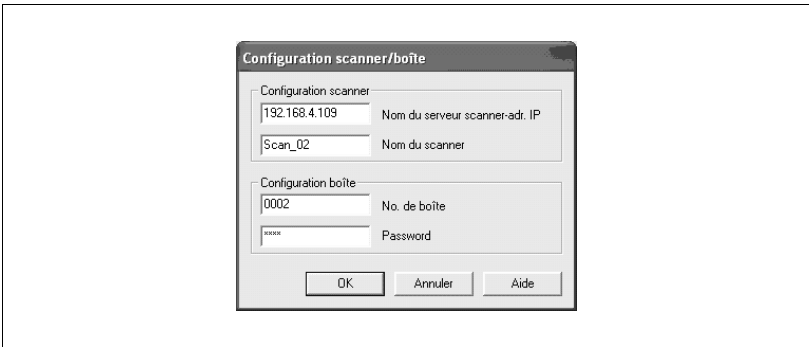 Configuration scanner/boîte
Configuration scanner
192.168.4.109 Nom du serveur scanner-adr. IP
Scan_02 Nom du scanner
Configuration boîte
0002 No. de boîte
**** Password
OK Annuler Aide